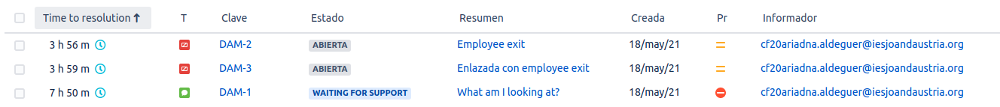 Time to resolution T Clave Estado Resumen Creada Pr Informador
3 h 56 m DAM-2 ABIERTA Employee exit 18/may/21 cf20ariadna.aldeguer@iesjoandaustria.org
3 h 59 m DAM-3 ABIERTA Enlazada con employee exit 18/may/21 cf20ariadna.aldeguer@iesjoandaustria.org
7 h 50 m DAM-1 WAITING FOR SUPPORT What am I looking at? 18/may/21 cf20ariadna.aldeguer@iesjoandaustria.org